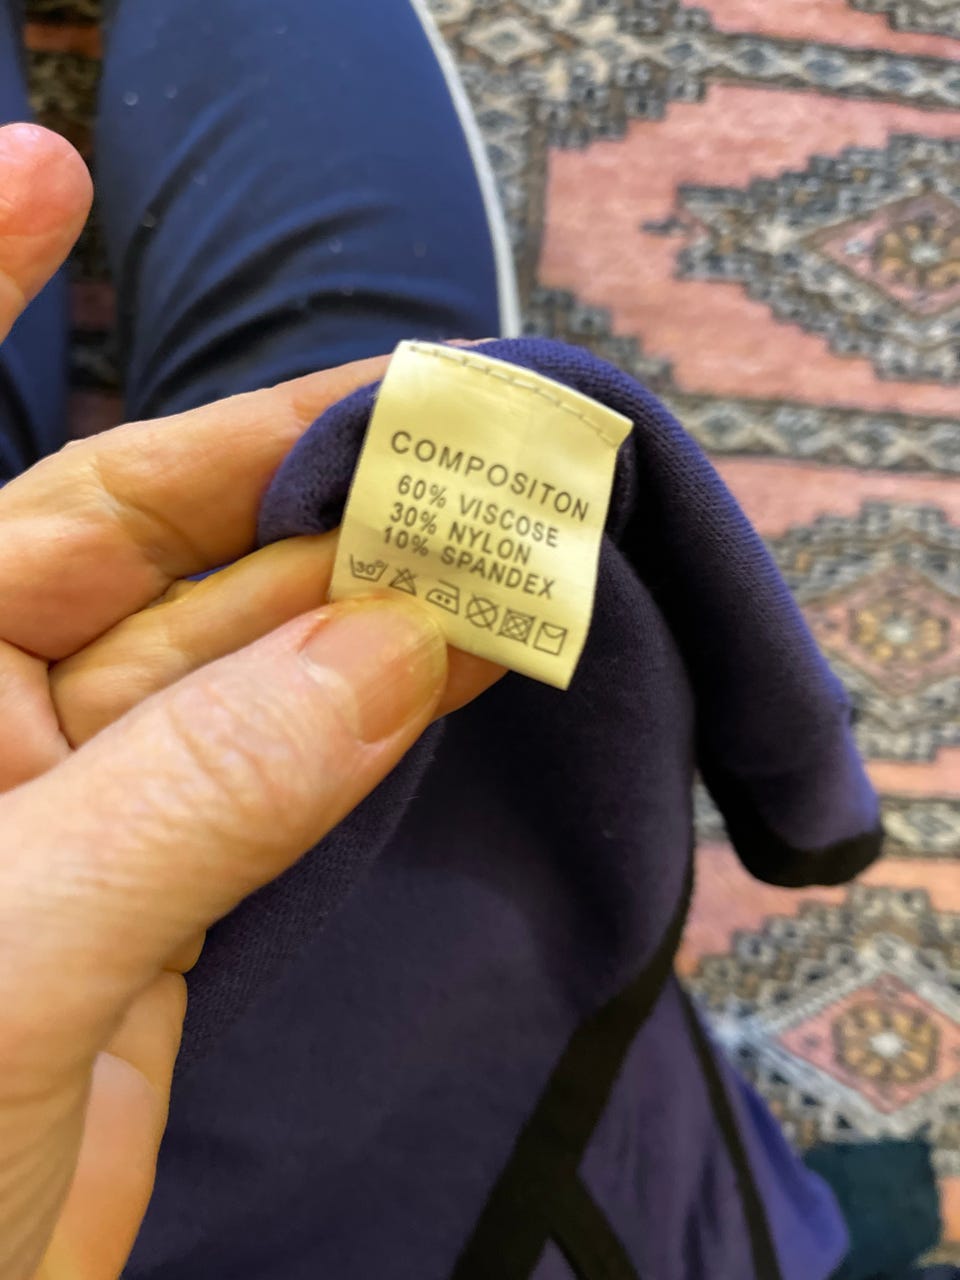 COMPOSITON
60% VISCOSE
30% NYLON
10% SPANDEX
30°